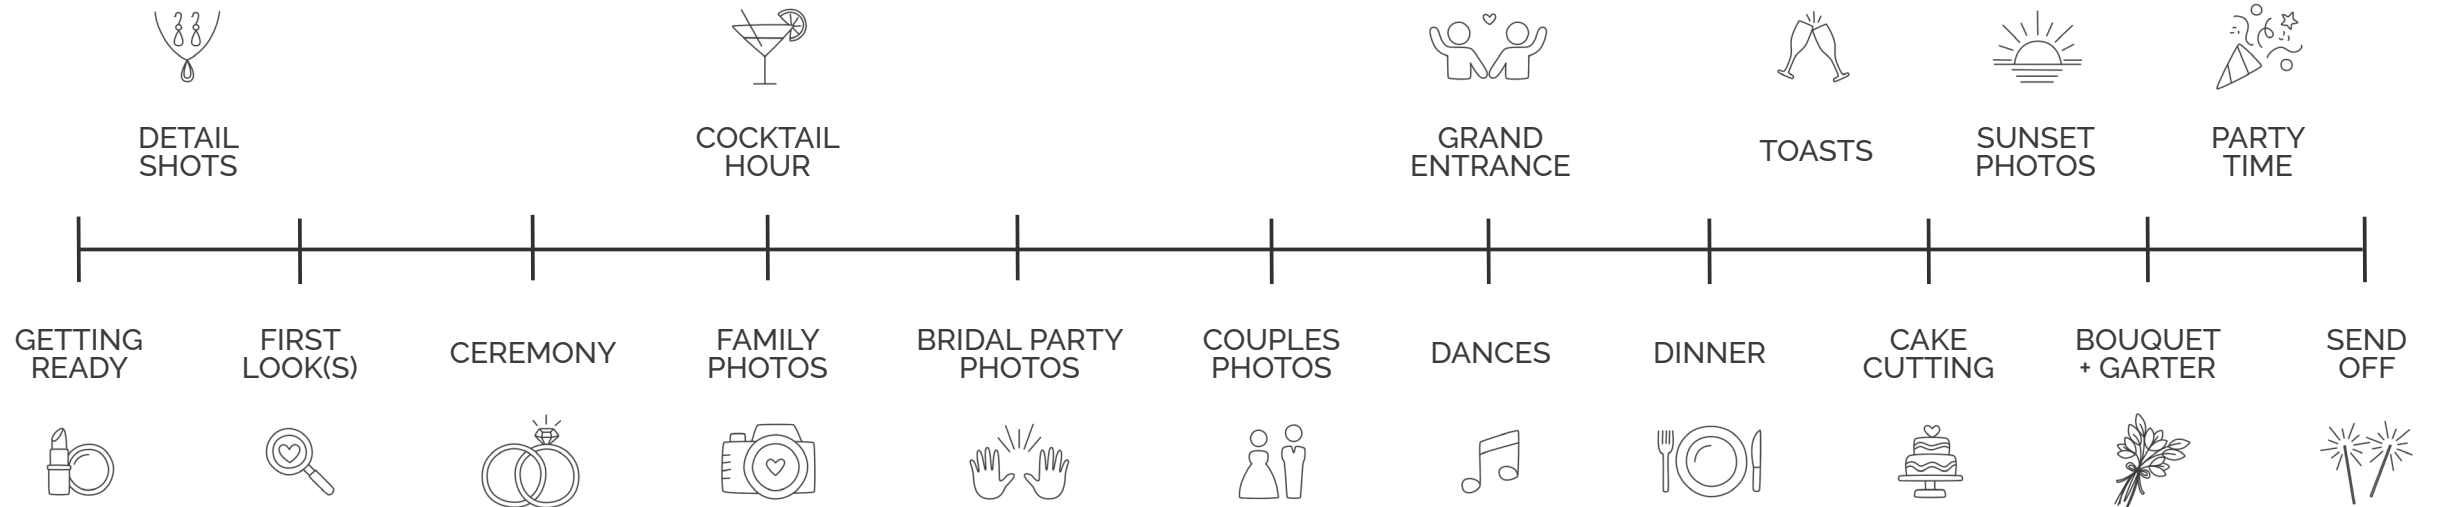 DETAIL
SHOTS
COCKTAIL
HOUR
GRAND
ENTRANCE
TOASTS
SUNSET
PHOTOS
PARTY
TIME
GETTING
READY
FIRST
LOOK(S)
CEREMONY
FAMILY
PHOTOS
BRIDAL PARTY
PHOTOS
COUPLES
PHOTOS
DANCES
DINNER
CAKE
CUTTING
BOUQUET
+ GARTER
SEND
OFF